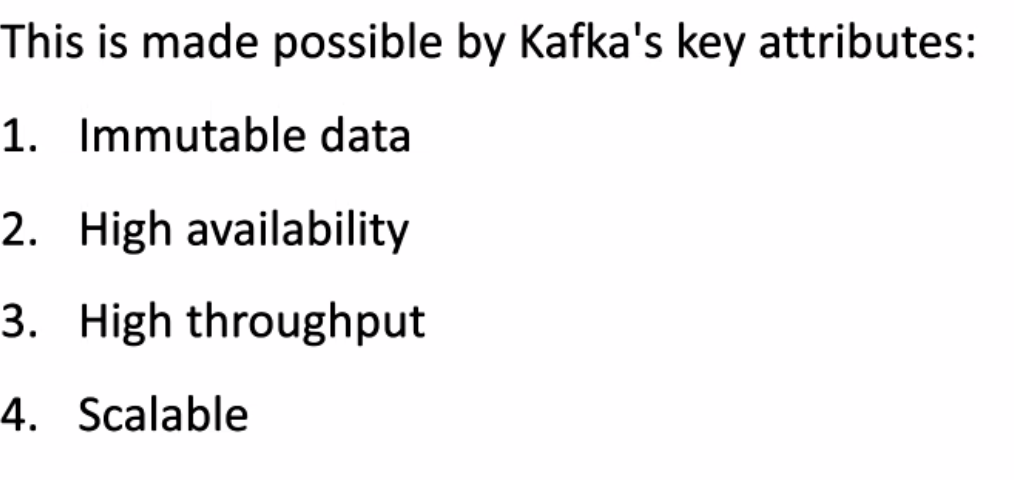 This is made possible by Kafka's key attributes:
1. Immutable data
2. High availability
3. High throughput
4. Scalable